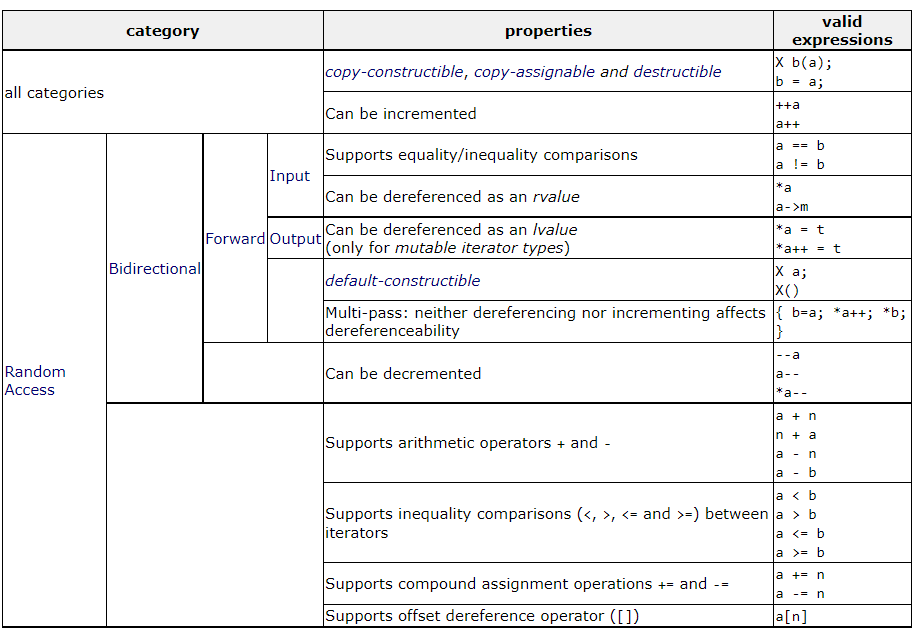 category
properties
valid
expressions
all categories
copy-constructible, copy-assignable and destructible
X b(a);
b = a;
Can be incremented
++a
a++
Random
Access
Bidirectional
Forward
Input
Supports equality/inequality comparisons
a == b
a != b
Can be dereferenced as an rvalue
*a
a->m
Output
Can be dereferenced as an lvalue
(only for mutable iterator types)
*a = t
*a++ = t
default-constructible
X a;
X()
Multi-pass: neither dereferencing nor incrementing affects
dereferenceability
{ b=a; *a++; *b;
}
Can be decremented
--a
a--
*a--
Supports arithmetic operators + and -
a + n
n + a
a - n
a - b
Supports inequality comparisons (<, >, <= and >=) between
iterators
a < b
a > b
a <= b
a >= b
Supports compound assignment operations += and -=
a += n
a -= n
Supports offset dereference operator ([])
a[n]